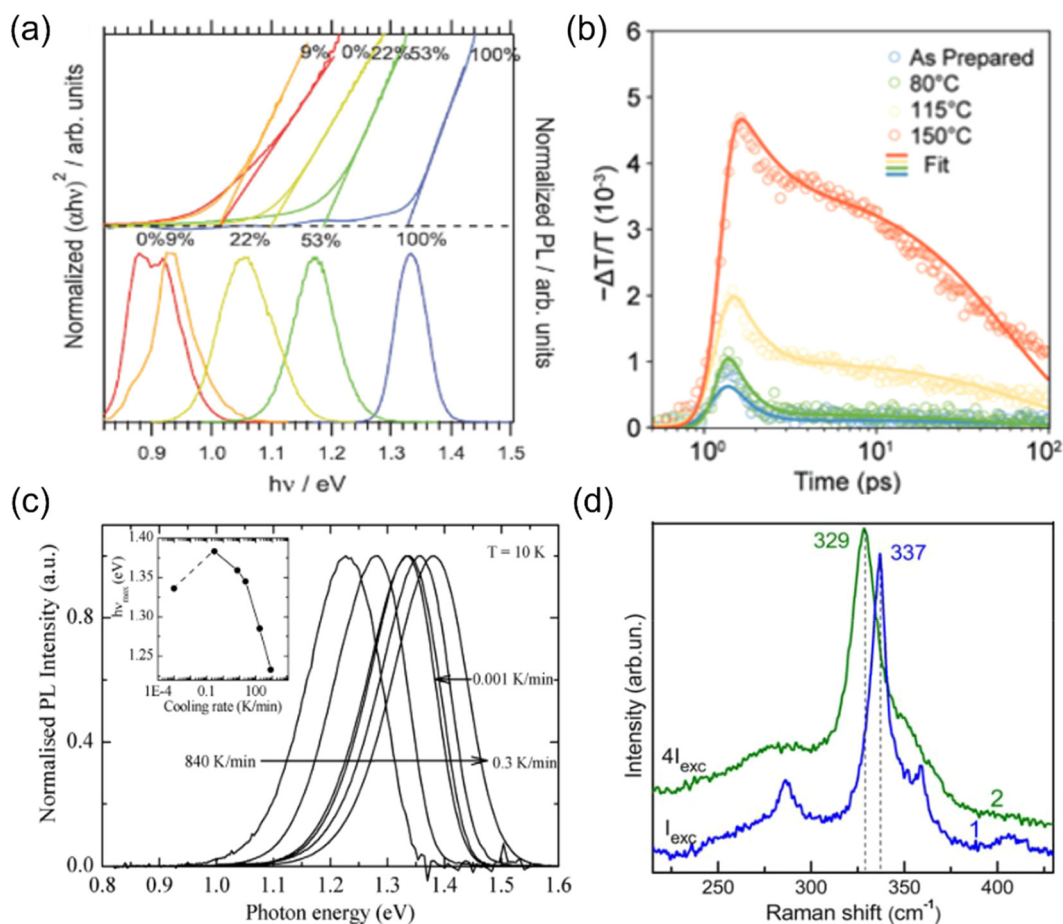 (a)
Normalized (αhν)² / arb. units
9% 0% 22% 53% 100%
0% 9% 22% 53% 100%
Normalized PL / arb. units
0.9 1.0 1.1 1.2 1.3 1.4 1.5
hν / eV
(b)
−ΔT/T (10⁻³)
6
5
4
3
2
1
0
As Prepared
80°C
115°C
150°C
Fit
10⁰ 10¹ 10²
Time (ps)
(c)
Normalised PL Intensity (a.u.)
0.8
0.4
0.0
T = 10 K
hν_max (eV)
1.40
1.35
1.30
1.25
1E-4 0.1 100
Cooling rate (K/min)
0.001 K/min
840 K/min
0.3 K/min
0.8 0.9 1.0 1.1 1.2 1.3 1.4 1.5 1.6
Photon energy (eV)
(d)
Intensity (arb.un.)
329
337
4I_exc
2
I_exc
1
250 300 350 400
Raman shift (cm⁻¹)